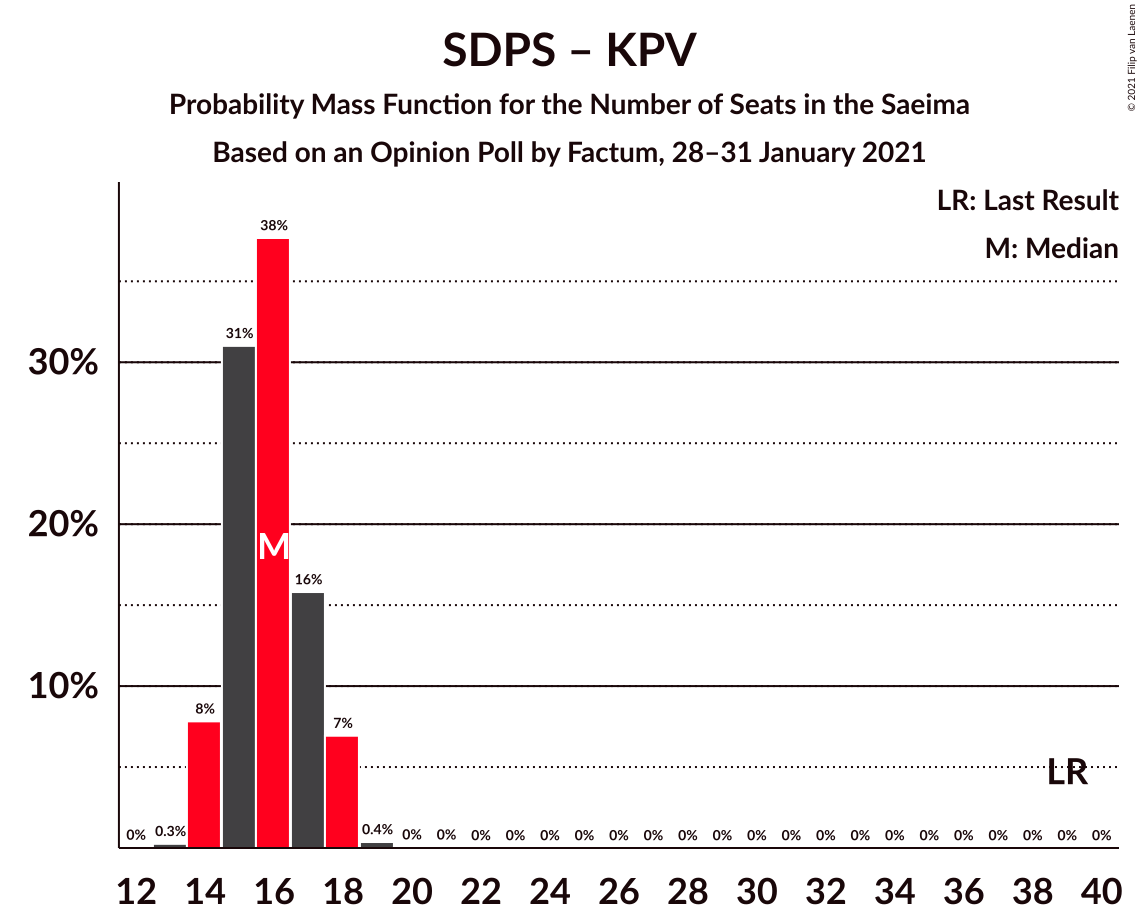 SDPS – KPV
Probability Mass Function for the Number of Seats in the Saeima
Based on an Opinion Poll by Factum, 28–31 January 2021
© 2021 Filip van Laenen
LR: Last Result
M: Median
38%
31%
30%
20%
M
16%
10%
8%
7%
LR
0% 0.3% 0.4% 0% 0% 0% 0% 0% 0% 0% 0% 0% 0% 0% 0% 0% 0% 0% 0% 0% 0% 0% 0% 0%
12 14 16 18 20 22 24 26 28 30 32 34 36 38 40